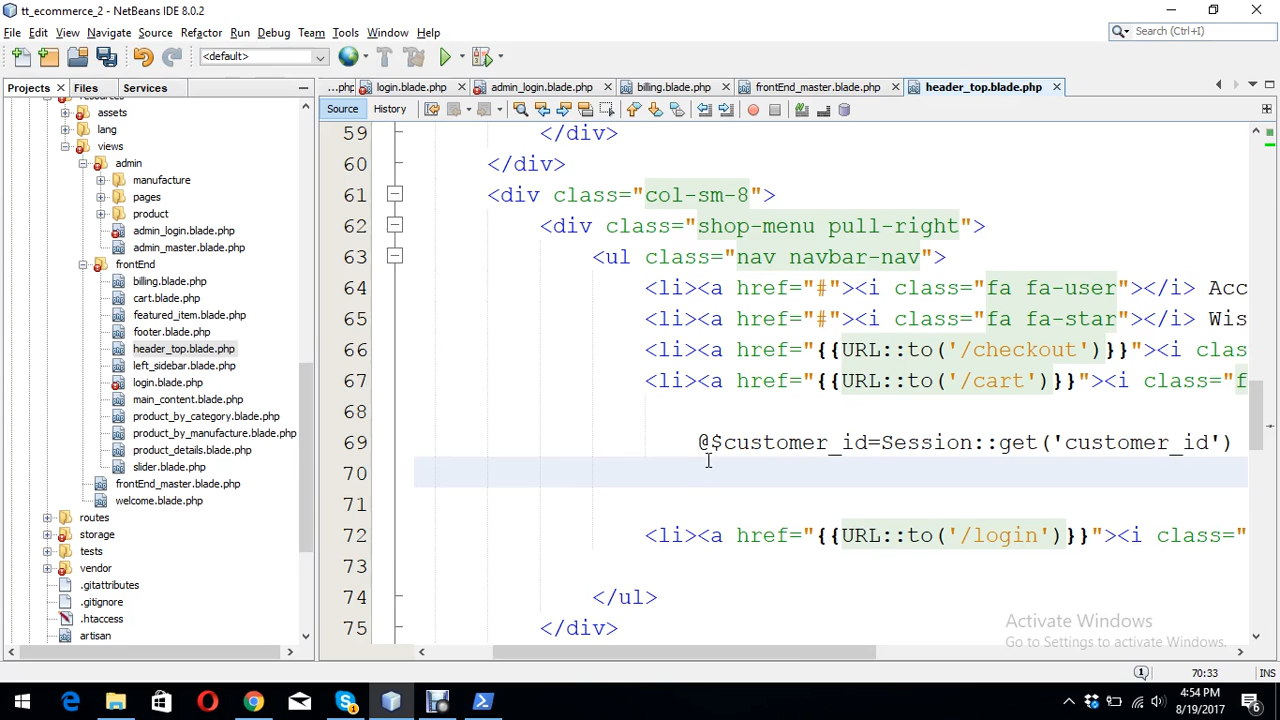 tt_ecommerce_2 - NetBeans IDE 8.0.2
File Edit View Navigate Source Refactor Run Debug Team Tools Window Help
Search (Ctrl+I)
<default>
Projects Files Services
...php login.blade.php admin_login.blade.php billing.blade.php frontEnd_master.blade.php header_top.blade.php
Source History
assets
lang
views
admin
manufacture
pages
product
admin_login.blade.php
admin_master.blade.php
frontEnd
billing.blade.php
cart.blade.php
featured_item.blade.php
footer.blade.php
header_top.blade.php
left_sidebar.blade.php
login.blade.php
main_content.blade.php
product_by_category.blade.php
product_by_manufacture.blade.php
product_details.blade.php
slider.blade.php
frontEnd_master.blade.php
welcome.blade.php
routes
storage
tests
vendor
.gitattributes
.gitignore
.htaccess
artisan
59 </div>
60 </div>
61 <div class="col-sm-8">
62 <div class="shop-menu pull-right">
63 <ul class="nav navbar-nav">
64 <li><a href="#"><i class="fa fa-user"></i> Acc
65 <li><a href="#"><i class="fa fa-star"></i> Wis
66 <li><a href="{{URL::to('/checkout')}}"><i clas
67 <li><a href="{{URL::to('/cart')}}"><i class="f
68
69 @$customer_id=Session::get('customer_id')
70
71
72 <li><a href="{{URL::to('/login')}}"><i class="
73
74 </ul>
75 </div>
Activate Windows
Go to Settings to activate Windows.
1 70:33 INS
4:54 PM
8/19/2017
6